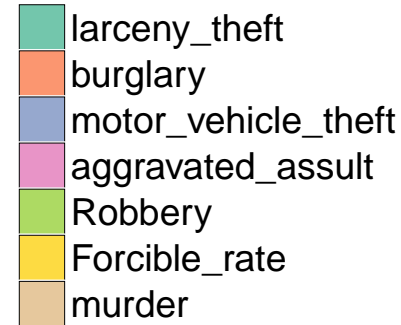 larceny_theft
burglary
motor_vehicle_theft
aggravated_assult
Robbery
Forcible_rate
murder